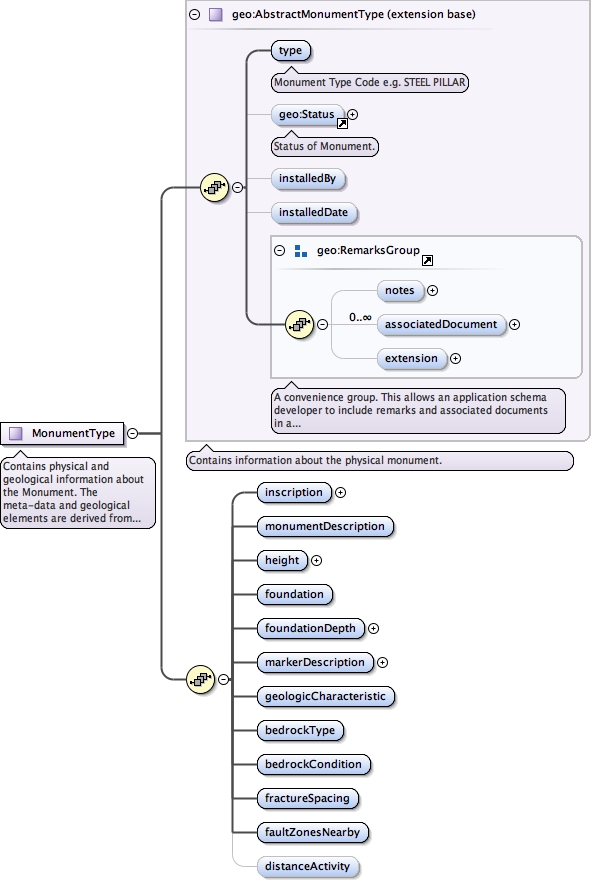 geo:AbstractMonumentType (extension base)
type
Monument Type Code e.g. STEEL PILLAR
geo:Status
Status of Monument.
installedBy
installedDate
geo:RemarksGroup
notes
0..∞
associatedDocument
extension
A convenience group. This allows an application schema
developer to include remarks and associated documents
in a...
Contains information about the physical monument.
MonumentType
Contains physical and
geological information about
the Monument. The
meta-data and geological
elements are derived from...
inscription
monumentDescription
height
foundation
foundationDepth
markerDescription
geologicCharacteristic
bedrockType
bedrockCondition
fractureSpacing
faultZonesNearby
distanceActivity